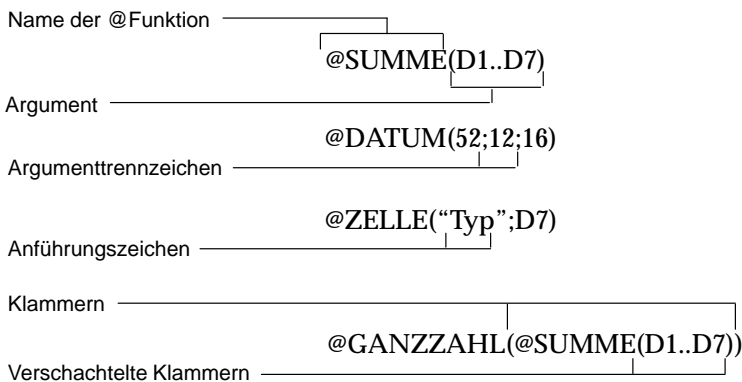 Name der @Funktion
@SUMME(D1..D7)
Argument
@DATUM(52;12;16)
Argumenttrennzeichen
@ZELLE(“Typ”;D7)
Anführungszeichen
Klammern
@GANZZAHL(@SUMME(D1..D7))
Verschachtelte Klammern